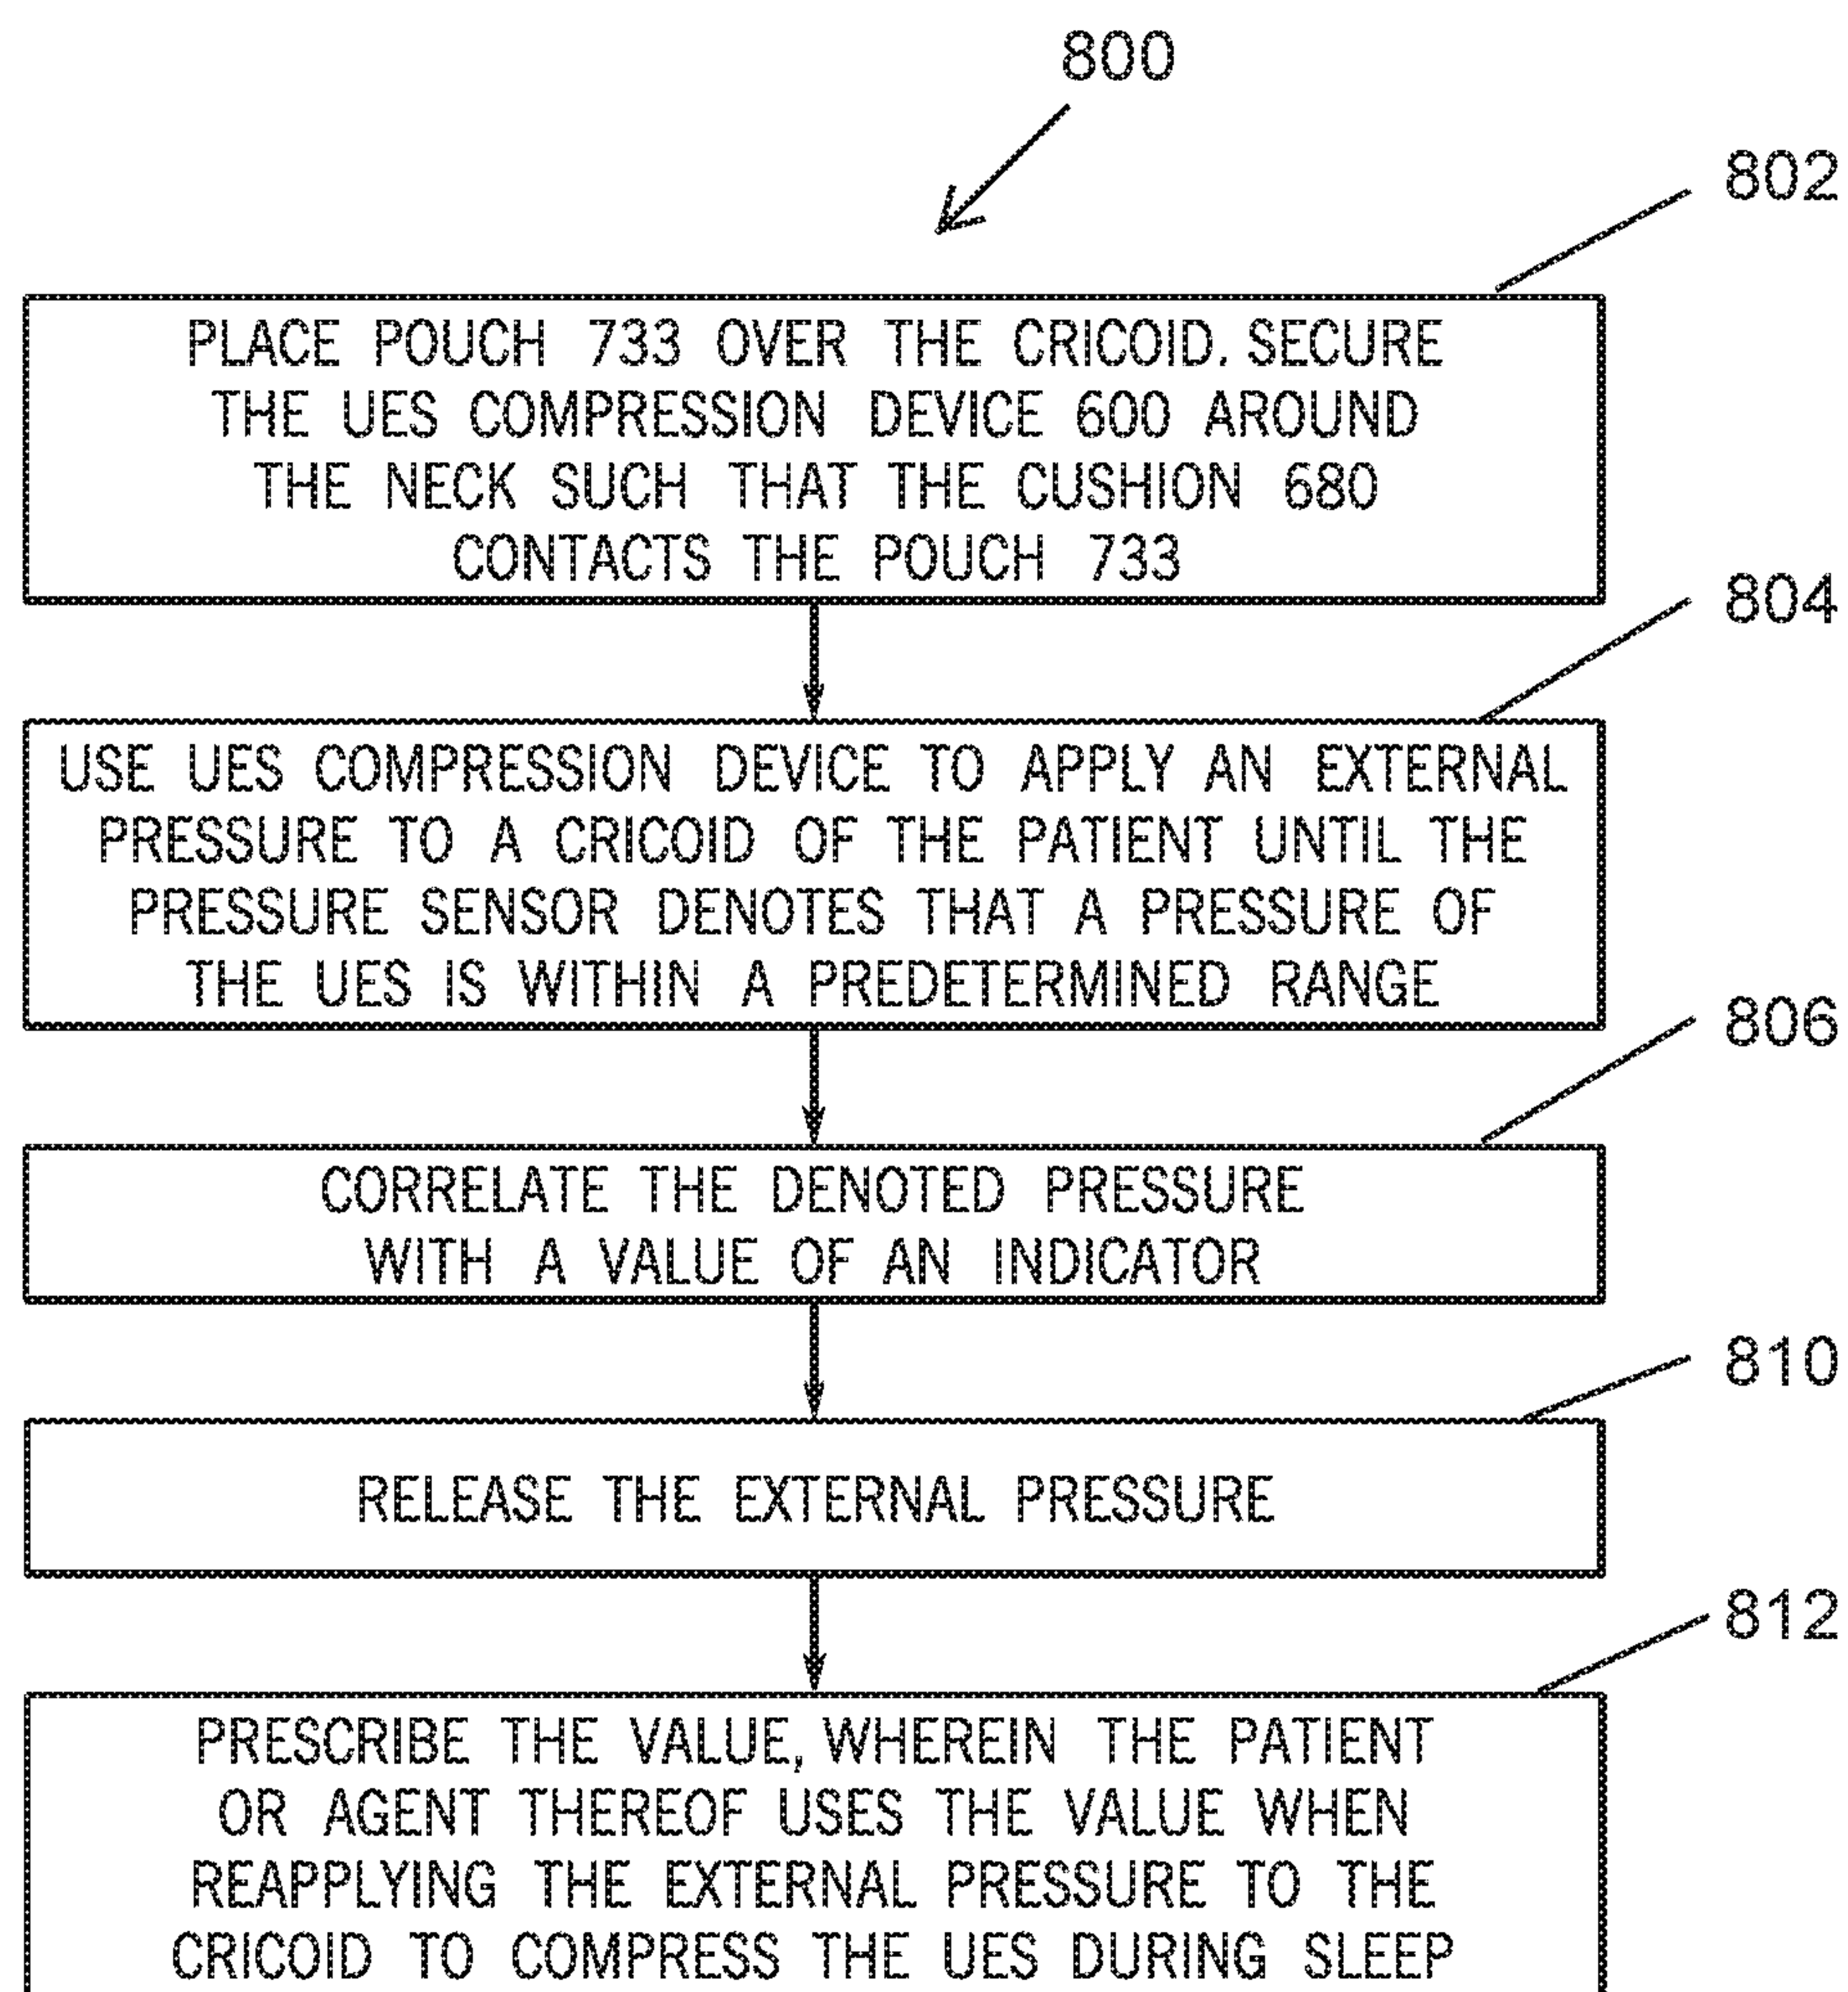 800
802
PLACE POUCH 733 OVER THE CRICOID. SECURE
THE UES COMPRESSION DEVICE 600 AROUND
THE NECK SUCH THAT THE CUSHION 680
CONTACTS THE POUCH 733
804
USE UES COMPRESSION DEVICE TO APPLY AN EXTERNAL
PRESSURE TO A CRICOID OF THE PATIENT UNTIL THE
PRESSURE SENSOR DENOTES THAT A PRESSURE OF
THE UES IS WITHIN A PREDETERMINED RANGE
806
CORRELATE THE DENOTED PRESSURE
WITH A VALUE OF AN INDICATOR
810
RELEASE THE EXTERNAL PRESSURE
812
PRESCRIBE THE VALUE, WHEREIN THE PATIENT
OR AGENT THEREOF USES THE VALUE WHEN
REAPPLYING THE EXTERNAL PRESSURE TO THE
CRICOID TO COMPRESS THE UES DURING SLEEP